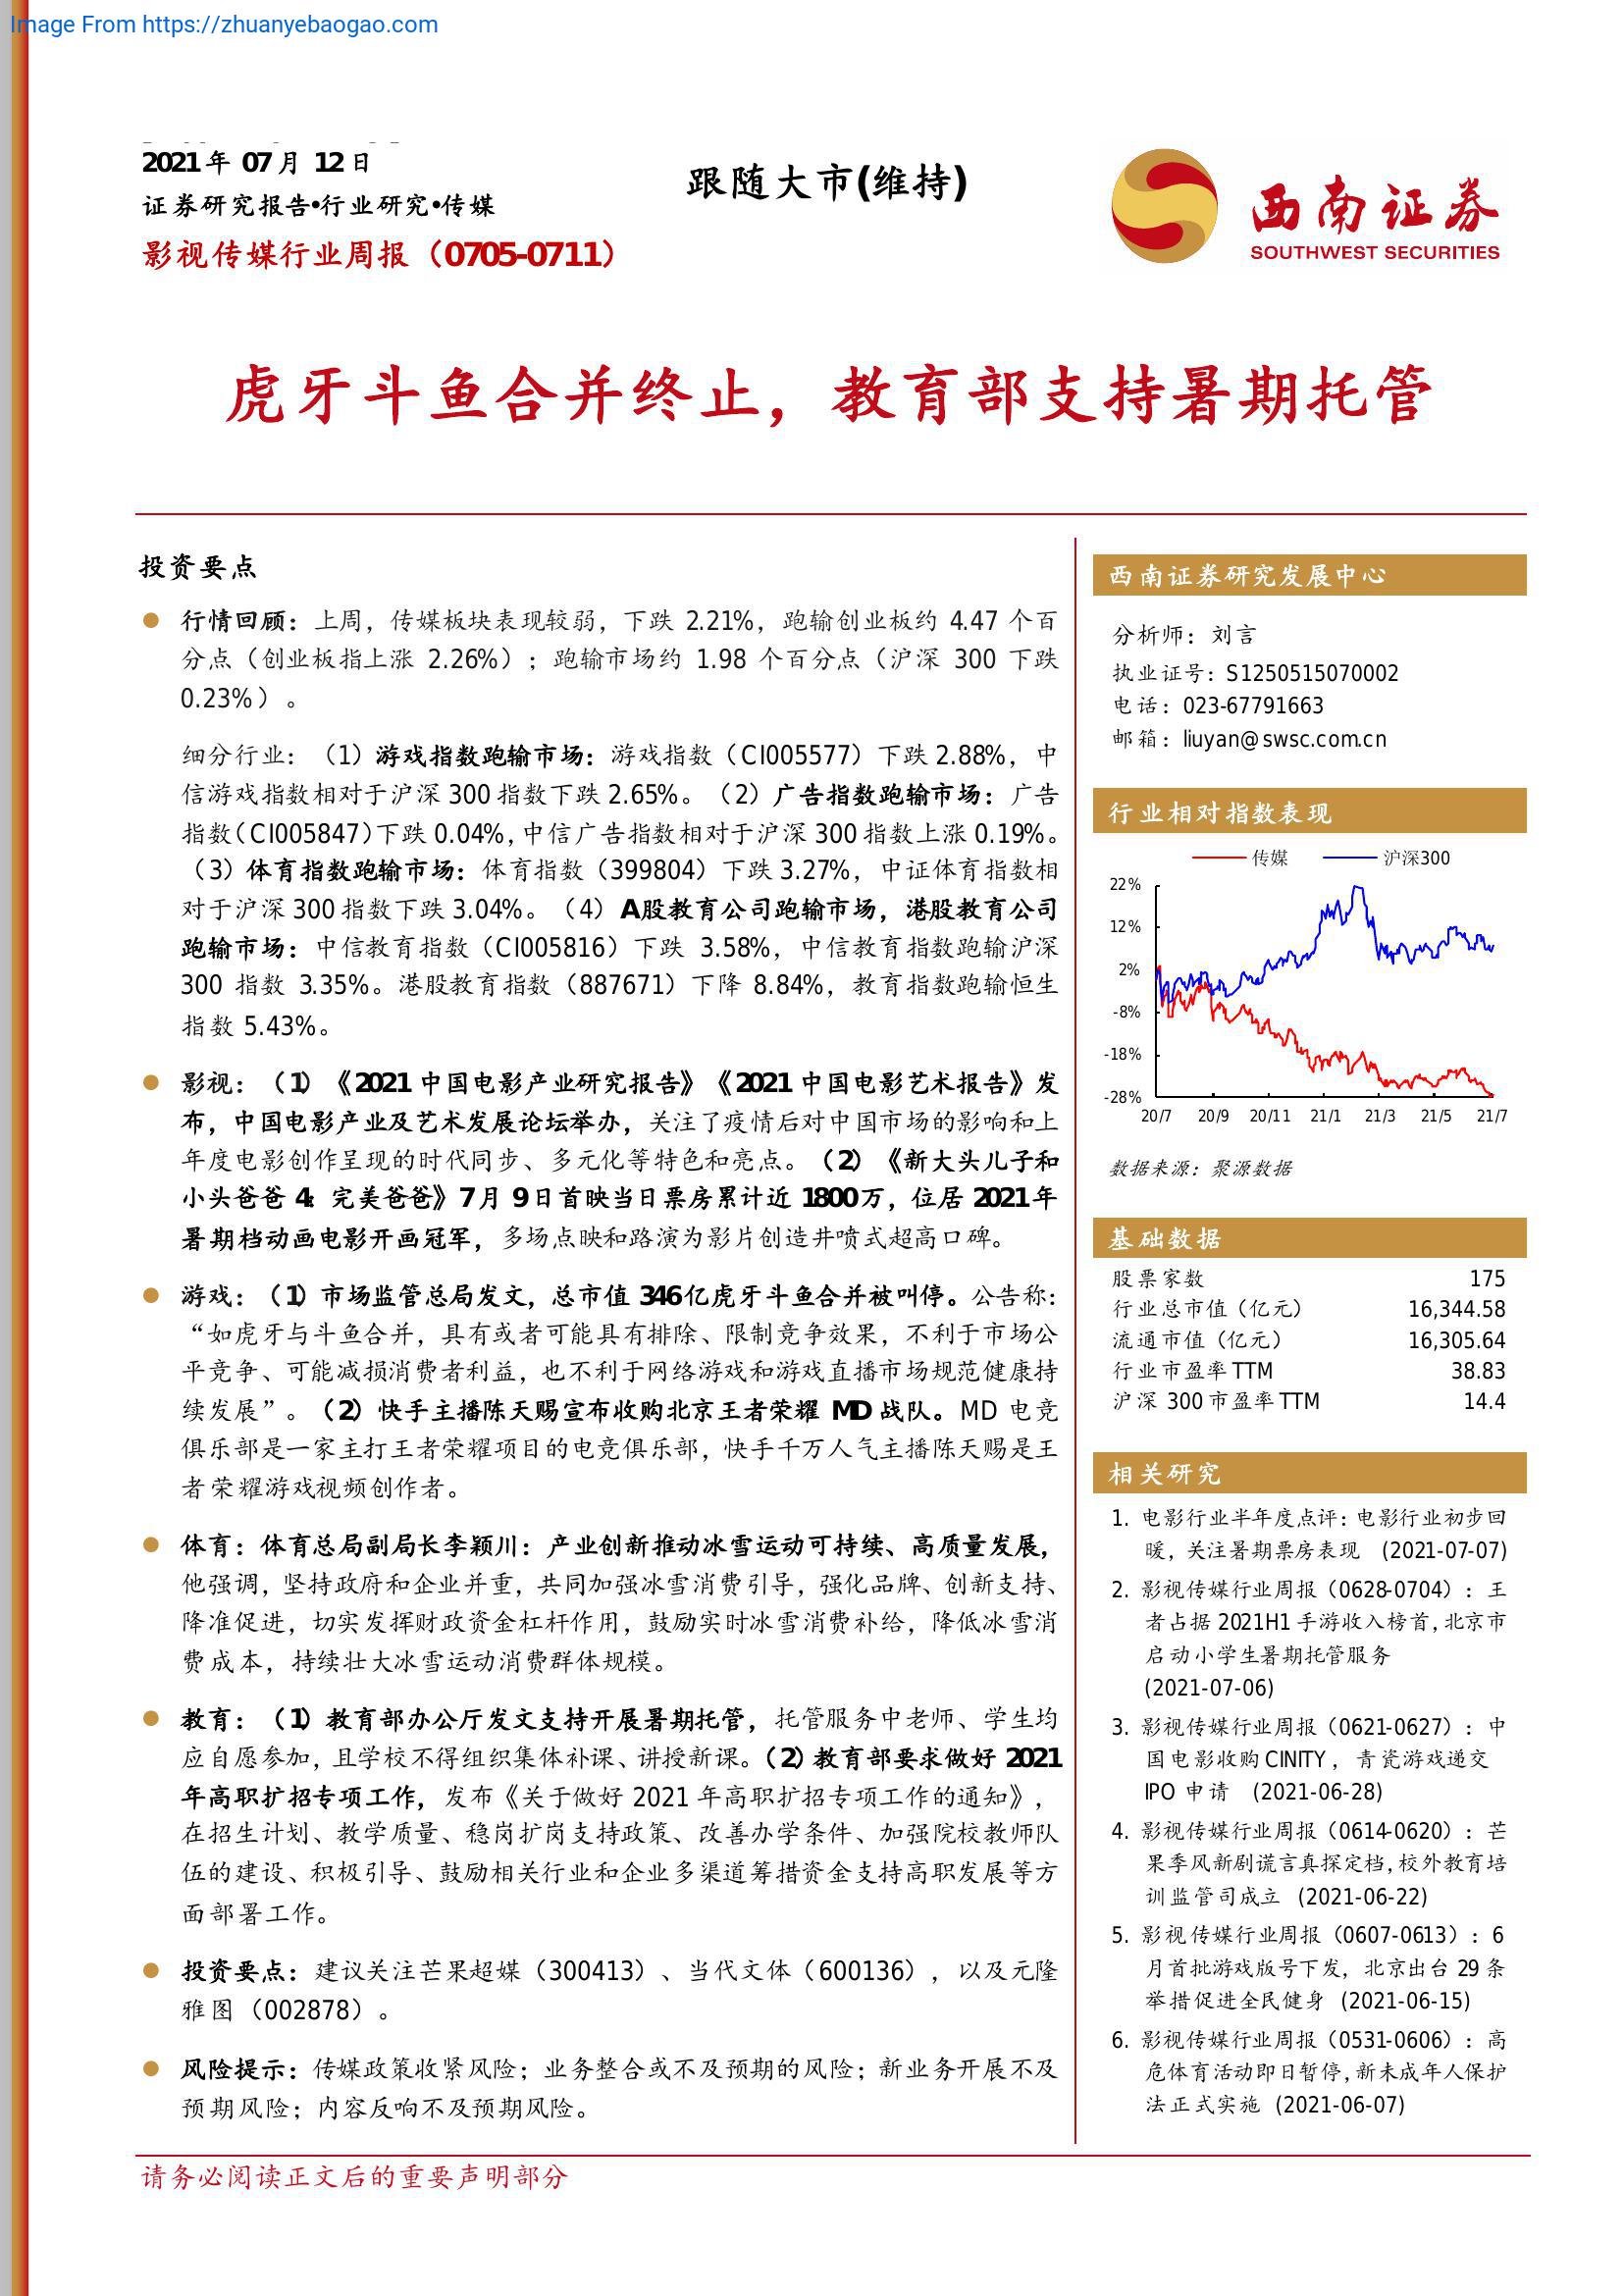 Image From https://zhuanyebaogao.com
2021年 07月 12日
证券研究报告•行业研究•传媒
影视传媒行业周报（0705-0711）
跟随大市(维持)
西南证券
SOUTHWEST SECURITIES
虎牙斗鱼合并终止，教育部支持暑期托管
投资要点
行情回顾：上周，传媒板块表现较弱，下跌 2.21%，跑输创业板约 4.47 个百
分点（创业板指上涨 2.26%）；跑输市场约 1.98 个百分点（沪深 300 下跌
0.23%）。
细分行业：（1）游戏指数跑输市场：游戏指数（CI005577）下跌 2.88%，中
信游戏指数相对于沪深 300 指数下跌 2.65%。（2）广告指数跑输市场：广告
指数（CI005847）下跌 0.04%，中信广告指数相对于沪深 300 指数上涨 0.19%。
（3）体育指数跑输市场：体育指数（399804）下跌 3.27%，中证体育指数相
对于沪深 300 指数下跌 3.04%。（4）A股教育公司跑输市场，港股教育公司
跑输市场：中信教育指数（CI005816）下跌 3.58%，中信教育指数跑输沪深
300 指数 3.35%。港股教育指数（887671）下降 8.84%，教育指数跑输恒生
指数 5.43%。
影视：（1）《2021 中国电影产业研究报告》《2021 中国电影艺术报告》发
布，中国电影产业及艺术发展论坛举办，关注了疫情后对中国市场的影响和上
年度电影创作呈现的时代同步、多元化等特色和亮点。（2）《新大头儿子和
小头爸爸 4：完美爸爸》7月 9日首映当日票房累计近 1800万，位居 2021年
暑期档动画电影开画冠军，多场点映和路演为影片创造井喷式超高口碑。
游戏：（1）市场监管总局发文，总市值 346亿虎牙斗鱼合并被叫停。公告称：
“如虎牙与斗鱼合并，具有或者可能具有排除、限制竞争效果，不利于市场公
平竞争、可能减损消费者利益，也不利于网络游戏和游戏直播市场规范健康持
续发展”。（2）快手主播陈天赐宣布收购北京王者荣耀 MD 战队。MD 电竞
俱乐部是一家主打王者荣耀项目的电竞俱乐部，快手千万人气主播陈天赐是王
者荣耀游戏视频创作者。
体育：体育总局副局长李颖川：产业创新推动冰雪运动可持续、高质量发展，
他强调，坚持政府和企业并重，共同加强冰雪消费引导，强化品牌、创新支持、
降准促进，切实发挥财政资金杠杆作用，鼓励实时冰雪消费补给，降低冰雪消
费成本，持续壮大冰雪运动消费群体规模。
教育：（1）教育部办公厅发文支持开展暑期托管，托管服务中老师、学生均
应自愿参加，且学校不得组织集体补课、讲授新课。（2）教育部要求做好 2021
年高职扩招专项工作，发布《关于做好 2021 年高职扩招专项工作的通知》，
在招生计划、教学质量、稳岗扩岗支持政策、改善办学条件、加强院校教师队
伍的建设、积极引导、鼓励相关行业和企业多渠道筹措资金支持高职发展等方
面部署工作。
投资要点：建议关注芒果超媒（300413）、当代文体（600136），以及元隆
雅图（002878）。
风险提示：传媒政策收紧风险；业务整合或不及预期的风险；新业务开展不及
预期风险；内容反响不及预期风险。
西南证券研究发展中心
分析师：刘言
执业证号：S1250515070002
电话：023-67791663
邮箱：liuyan@swsc.com.cn
行业相对指数表现
传媒 沪深300
22%
12%
2%
-8%
-18%
-28%
20/7 20/9 20/11 21/1 21/3 21/5 21/7
数据来源：聚源数据
基础数据
股票家数 175
行业总市值（亿元） 16,344.58
流通市值（亿元） 16,305.64
行业市盈率TTM 38.83
沪深 300 市盈率TTM 14.4
相关研究
1. 电影行业半年度点评：电影行业初步回
暖，关注暑期票房表现 (2021-07-07)
2. 影视传媒行业周报（0628-0704）：王
者占据 2021H1 手游收入榜首，北京市
启动小学生暑期托管服务
(2021-07-06)
3. 影视传媒行业周报（0621-0627）：中
国电影收购CINITY，青瓷游戏递交
IPO 申请 (2021-06-28)
4. 影视传媒行业周报（0614-0620）：芒
果季风新剧谎言真探定档，校外教育培
训监管司成立 (2021-06-22)
5. 影视传媒行业周报（0607-0613）：6
月首批游戏版号下发，北京出台 29 条
举措促进全民健身 (2021-06-15)
6. 影视传媒行业周报（0531-0606）：高
危体育活动即日暂停，新未成年人保护
法正式实施 (2021-06-07)
请务必阅读正文后的重要声明部分